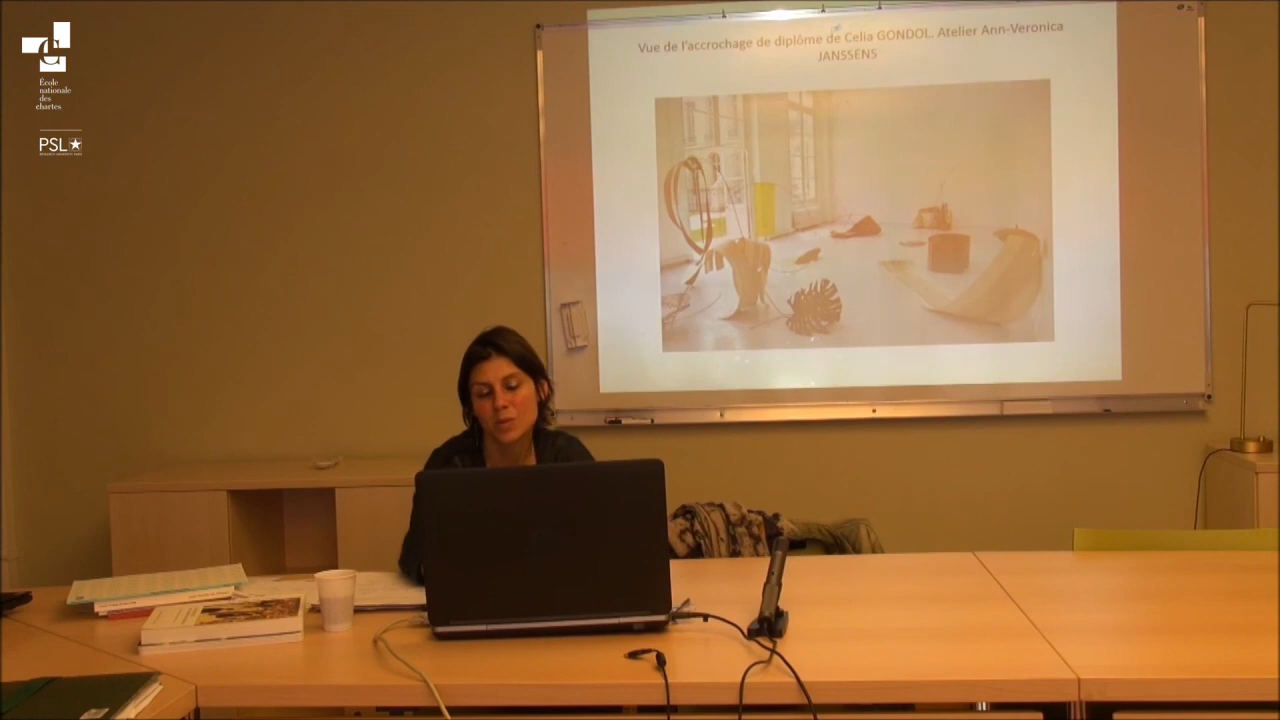 École
nationale
des
chartes
PSL
Vue de l'accrochage de diplôme de Celia GONDOL. Atelier Ann-Veronica
JANSSENS